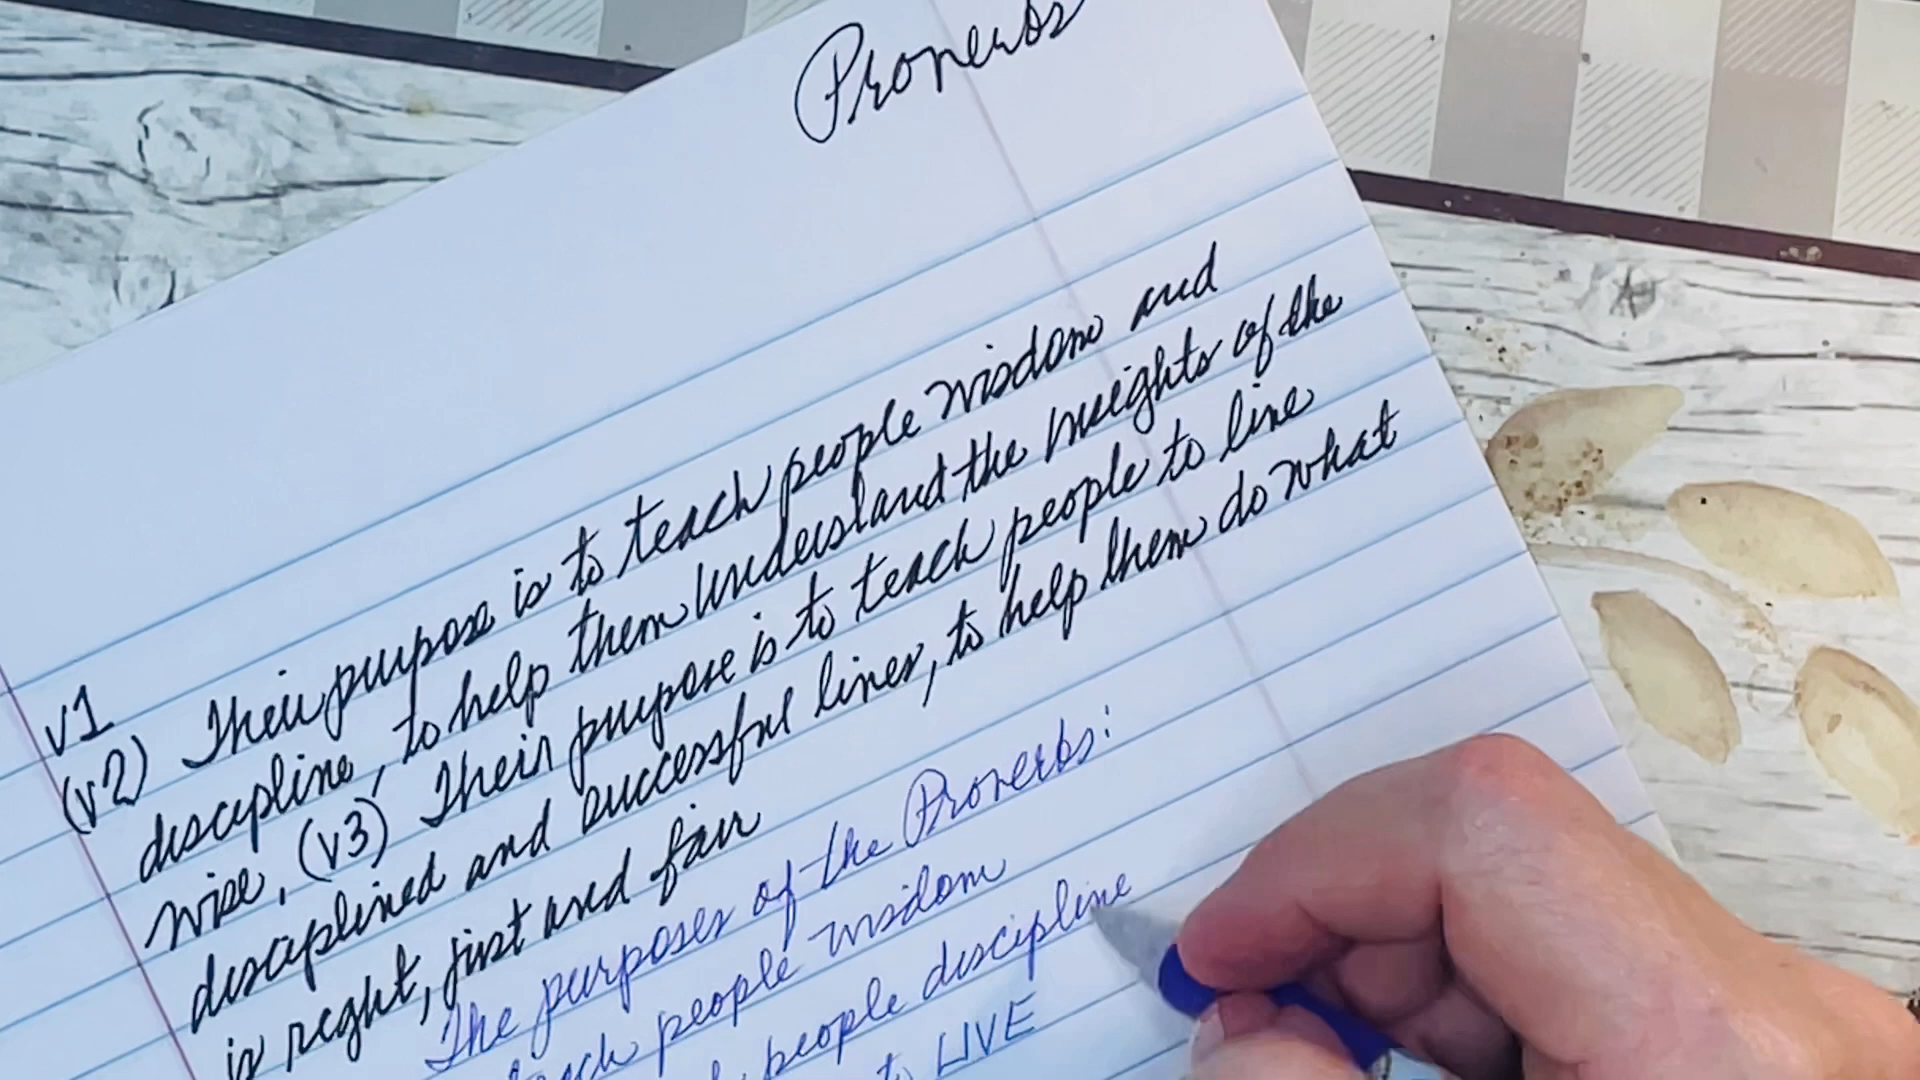 Proverbs
v1
(v2) Their purpose is to teach people wisdom and
discipline, to help them understand the insights of the
wise. (v3) Their purpose is to teach people to live
disciplined and successful lives, to help them do what
is right, just and fair
The purposes of the Proverbs:
teach people wisdom
people discipline
to LIVE